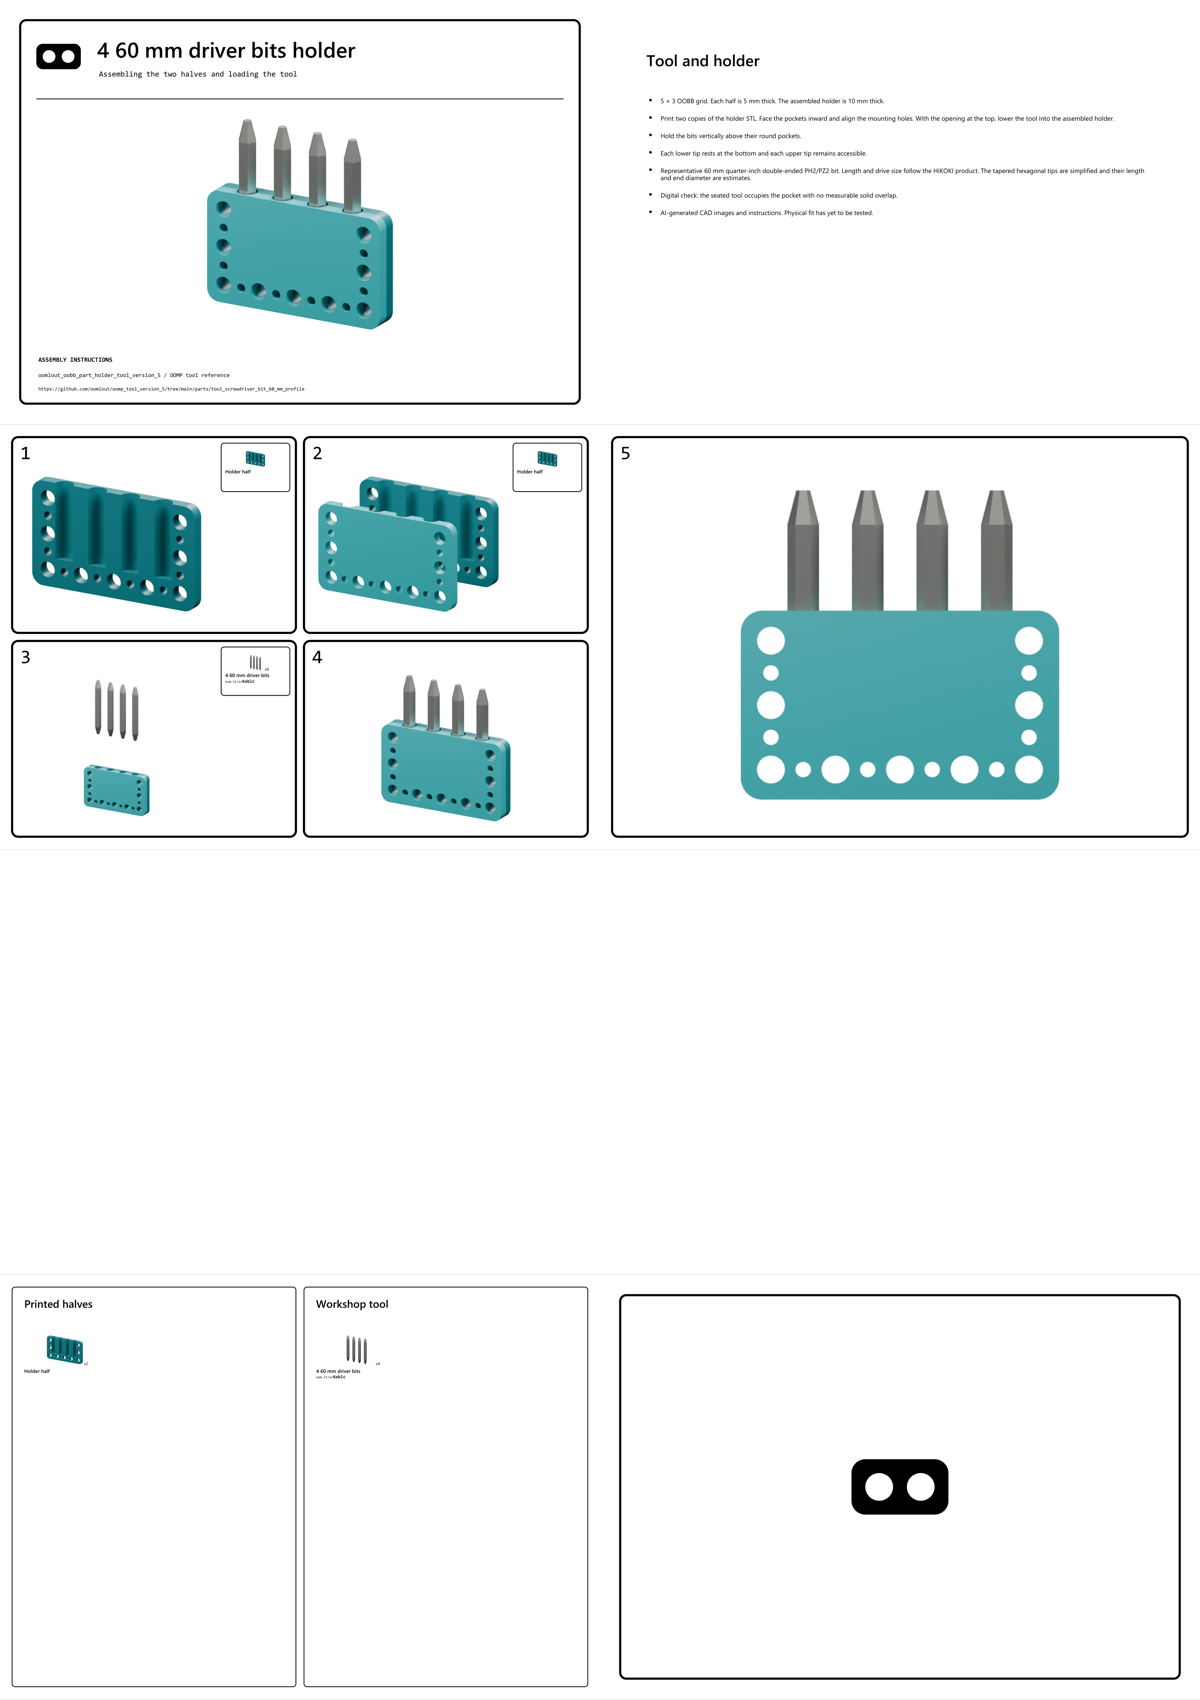 4 60 mm driver bits holder
Assembling the two halves and loading the tool
ASSEMBLY INSTRUCTIONS
oomlout_oobb_part_holder_tool_version_5 / OOMP tool reference
https://github.com/oomlout/oomp_tool_version_5/tree/main/parts/tool_screwdriver_bit_60_mm_profile
Tool and holder
• 5 × 3 OOBB grid. Each half is 5 mm thick. The assembled holder is 10 mm thick.
• Print two copies of the holder STL. Face the pockets inward and align the mounting holes. With the opening at the top, lower the tool into the assembled holder.
• Hold the bits vertically above their round pockets.
• Each lower tip rests at the bottom and each upper tip remains accessible.
• Representative 60 mm quarter-inch double-ended PH2/PZ2 bit. Length and drive size follow the HiKOKI product. The tapered hexagonal tips are simplified and their length
and end diameter are estimates.
• Digital check: the seated tool occupies the pocket with no measurable solid overlap.
• AI-generated CAD images and instructions. Physical fit has yet to be tested.
1
Holder half
2
Holder half
3
x4
4 60 mm driver bits
4
5
Printed halves
x2
Holder half
Workshop tool
x4
4 60 mm driver bits